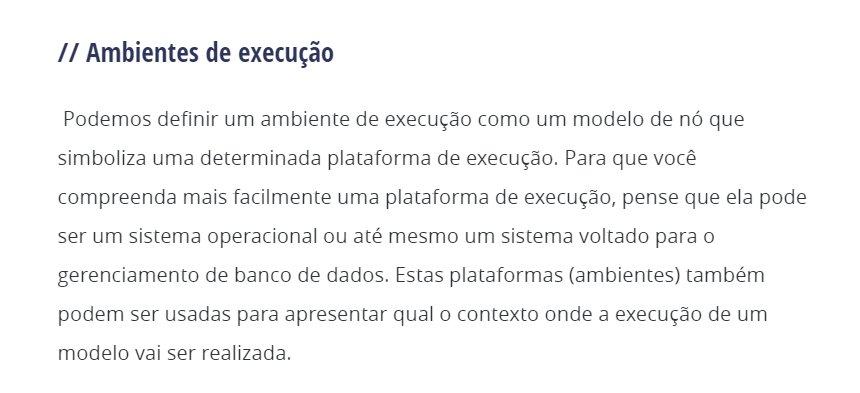 // Ambientes de execução
Podemos definir um ambiente de execução como um modelo de nó que
simboliza uma determinada plataforma de execução. Para que você
compreenda mais facilmente uma plataforma de execução, pense que ela pode
ser um sistema operacional ou até mesmo um sistema voltado para o
gerenciamento de banco de dados. Estas plataformas (ambientes) também
podem ser usadas para apresentar qual o contexto onde a execução de um
modelo vai ser realizada.